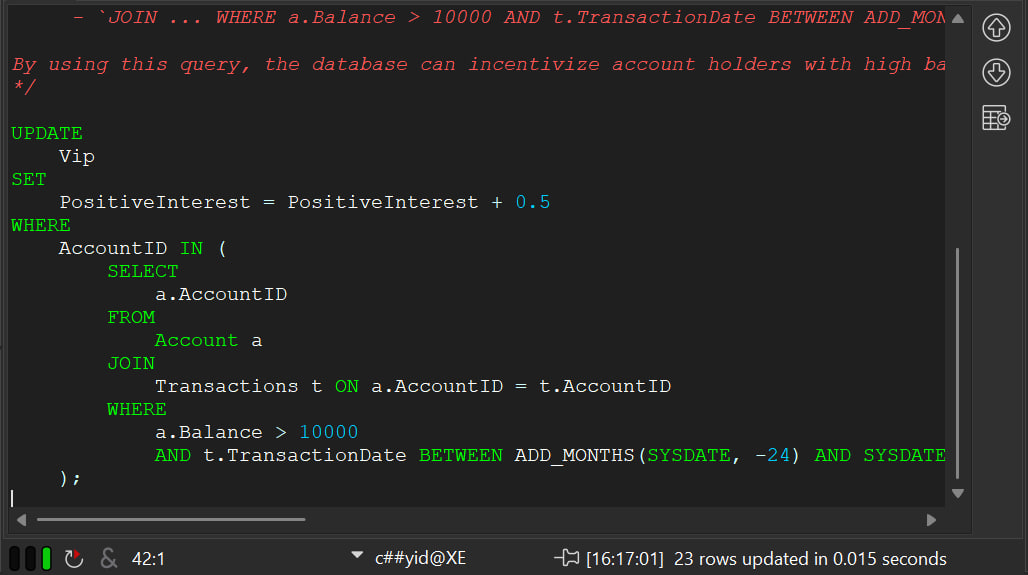 - `JOIN ... WHERE a.Balance > 10000 AND t.TransactionDate BETWEEN ADD_MON
By using this query, the database can incentivize account holders with high ba
*/
UPDATE
Vip
SET
PositiveInterest = PositiveInterest + 0.5
WHERE
AccountID IN (
SELECT
a.AccountID
FROM
Account a
JOIN
Transactions t ON a.AccountID = t.AccountID
WHERE
a.Balance > 10000
AND t.TransactionDate BETWEEN ADD_MONTHS(SYSDATE, -24) AND SYSDATE
);
& 42:1 c##yid@XE [16:17:01] 23 rows updated in 0.015 seconds